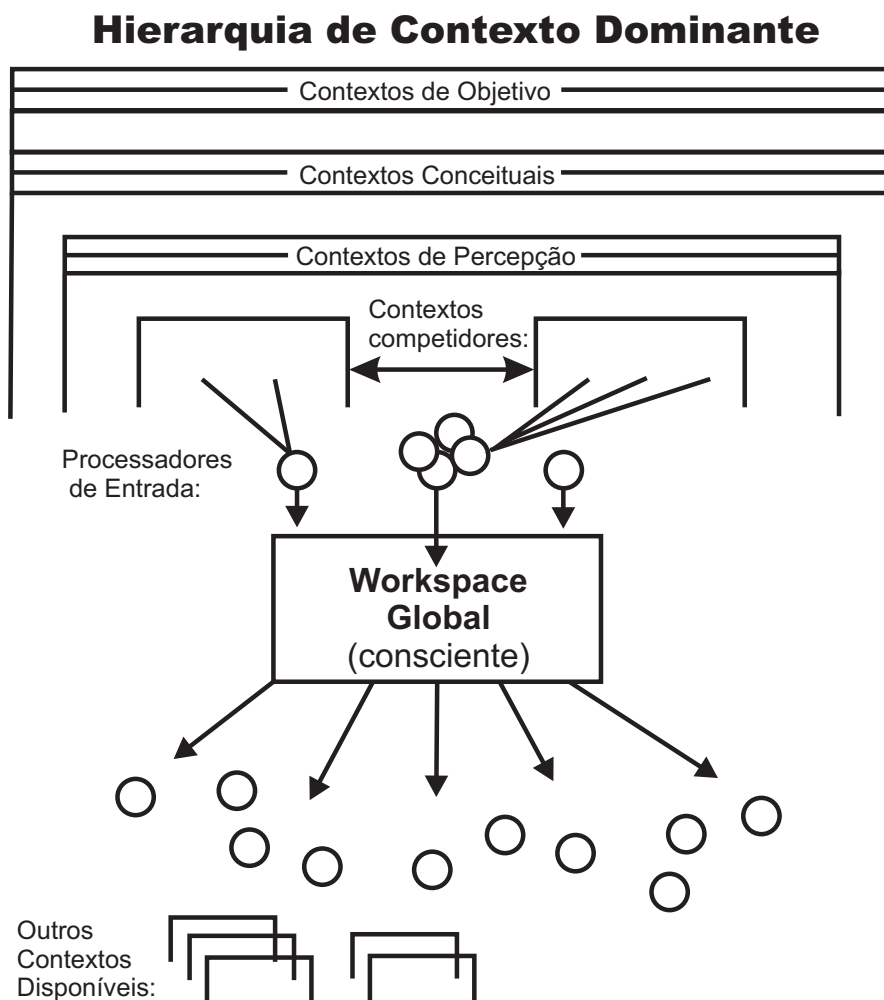 Hierarquia de Contexto Dominante
Contextos de Objetivo
Contextos Conceituais
Contextos de Percepção
Contextos
competidores:
Processadores
de Entrada:
Workspace
Global
(consciente)
Outros
Contextos
Disponíveis: